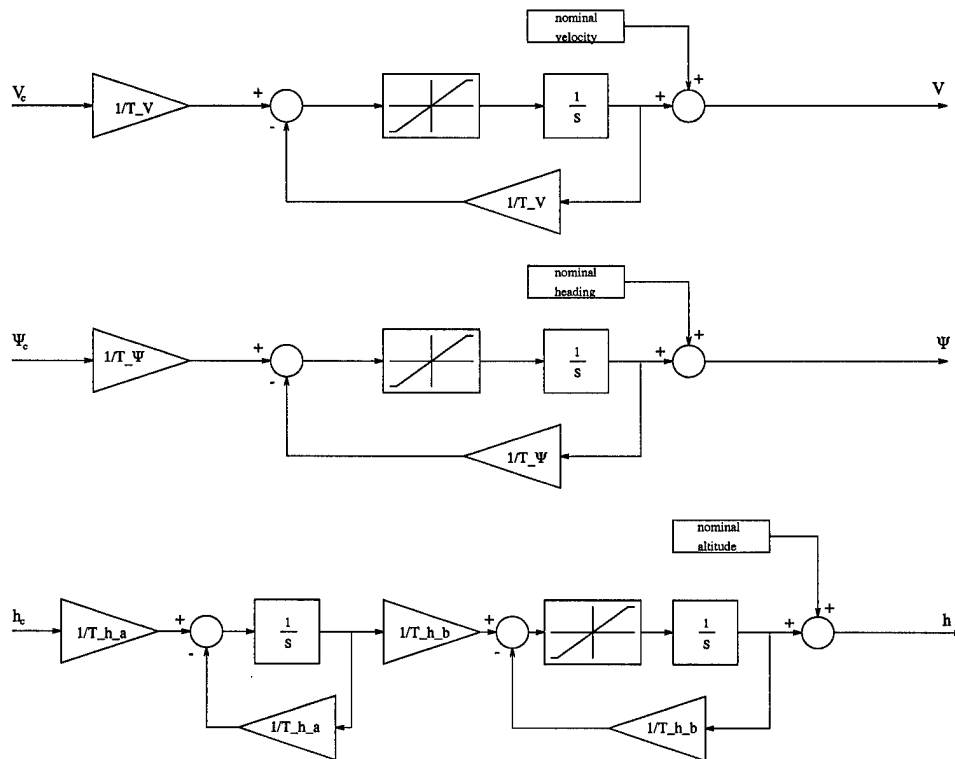 nominal
velocity
V_c
1/T_V
+
-
1
s
+
+
V
1/T_V
nominal
heading
Ψ_c
1/T_Ψ
+
-
1
s
+
+
Ψ
1/T_Ψ
nominal
altitude
h_c
1/T_h_a
+
-
1
s
1/T_h_b
+
-
1
s
+
+
h
1/T_h_a
1/T_h_b